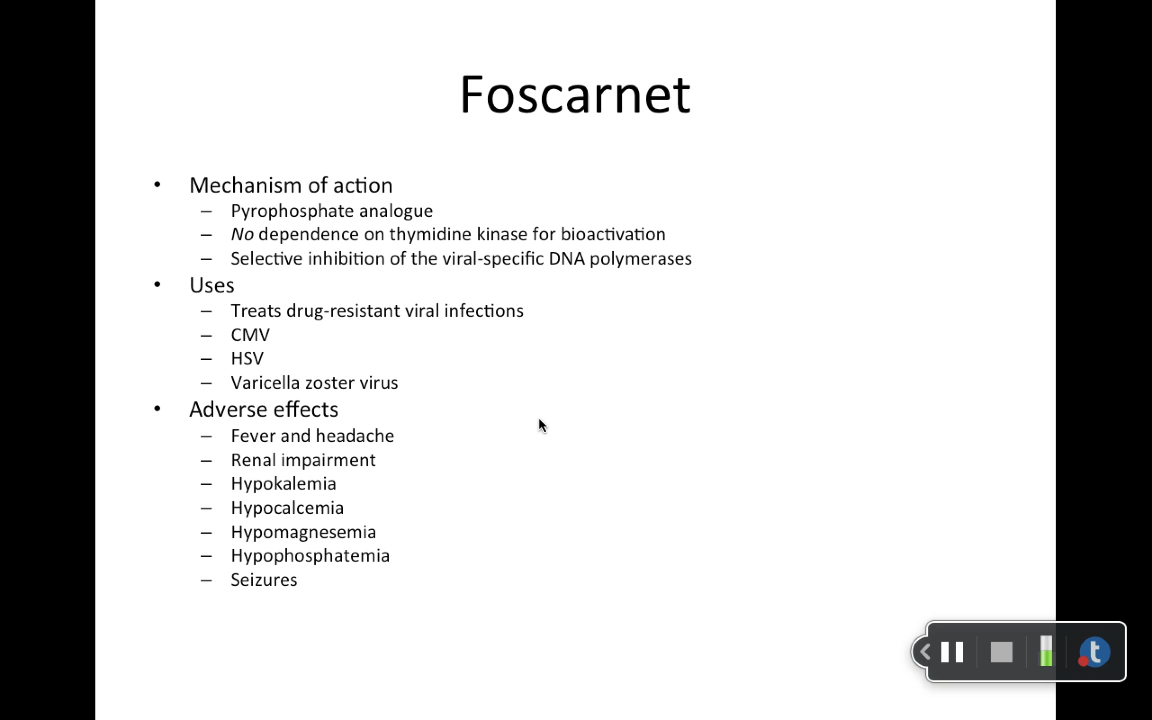 Foscarnet
• Mechanism of action
– Pyrophosphate analogue
– No dependence on thymidine kinase for bioactivation
– Selective inhibition of the viral-specific DNA polymerases
• Uses
– Treats drug-resistant viral infections
– CMV
– HSV
– Varicella zoster virus
• Adverse effects
– Fever and headache
– Renal impairment
– Hypokalemia
– Hypocalcemia
– Hypomagnesemia
– Hypophosphatemia
– Seizures
t